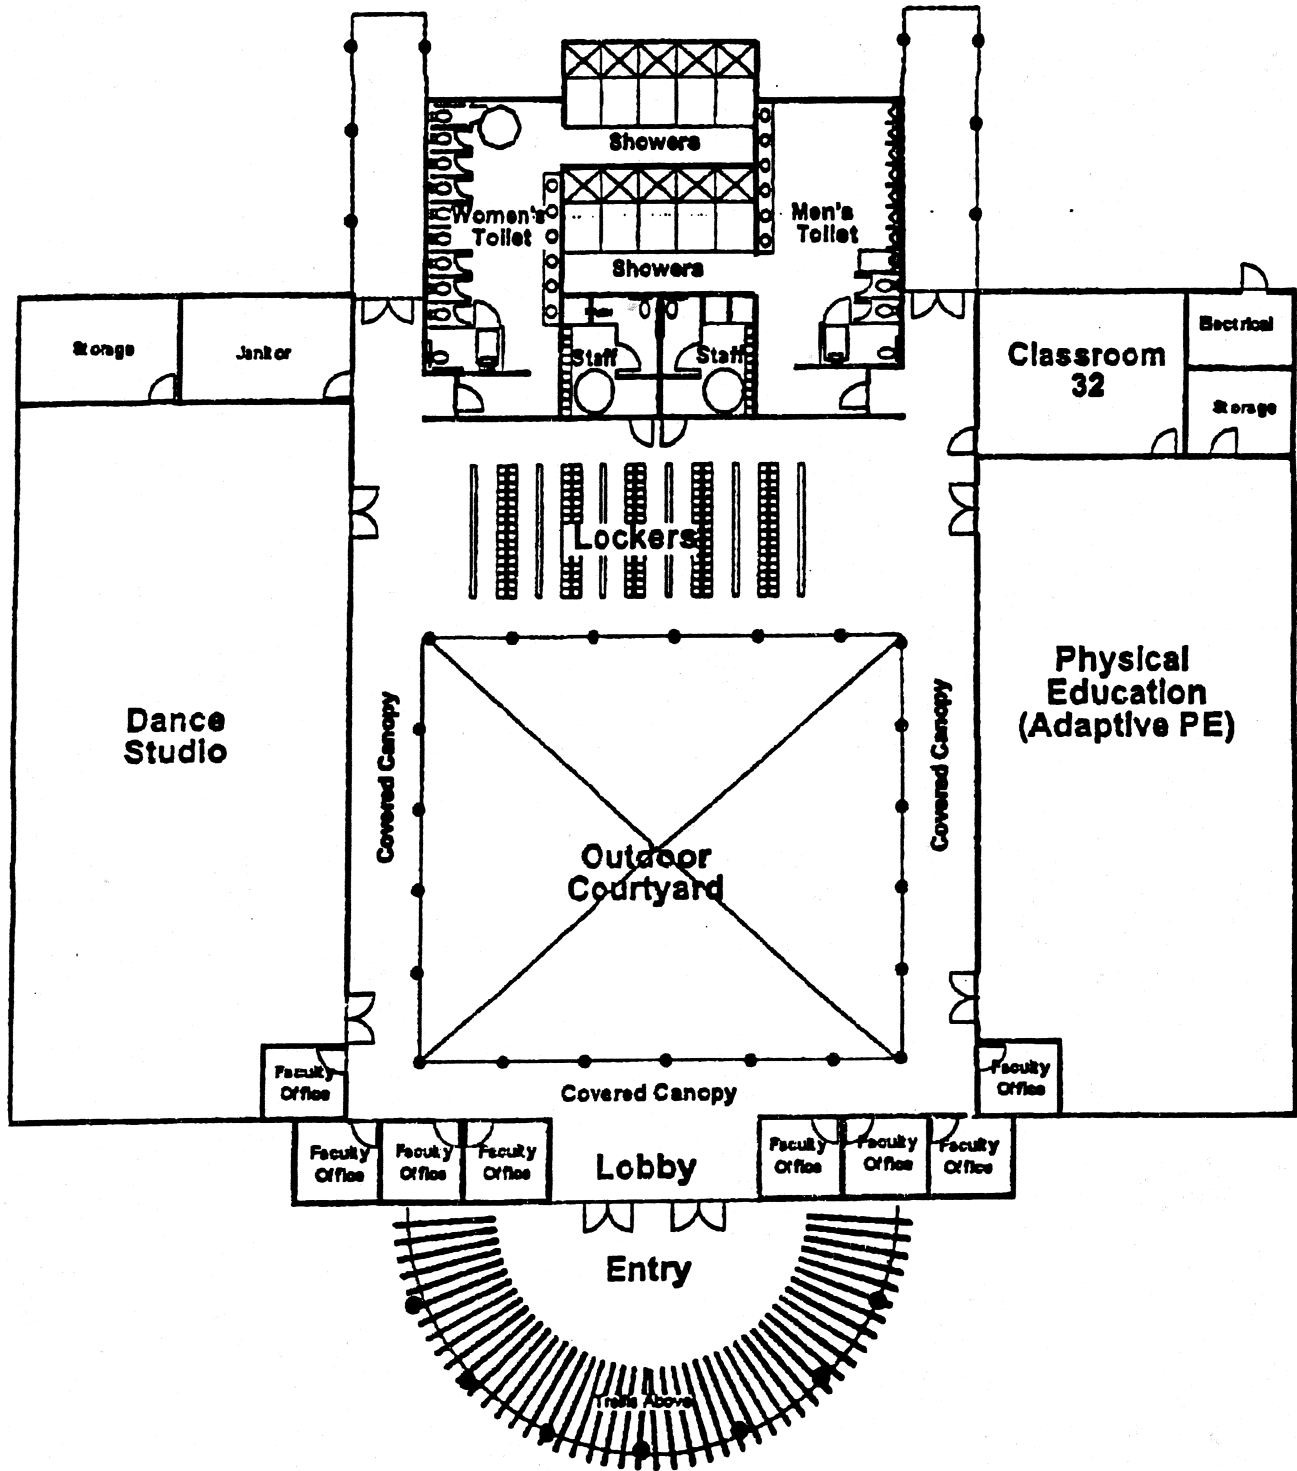 Showers
Women's
Toilet
Men's
Toilet
Showers
Storage
Janitor
Staff
Staff
Classroom
32
Electrical
Storage
Lockers
Dance
Studio
Covered Canopy
Outdoor
Courtyard
Covered Canopy
Physical
Education
(Adaptive PE)
Faculty
Office
Covered Canopy
Faculty
Office
Faculty
Office
Faculty
Office
Faculty
Office
Lobby
Faculty
Office
Faculty
Office
Faculty
Office
Entry
Trellis Above